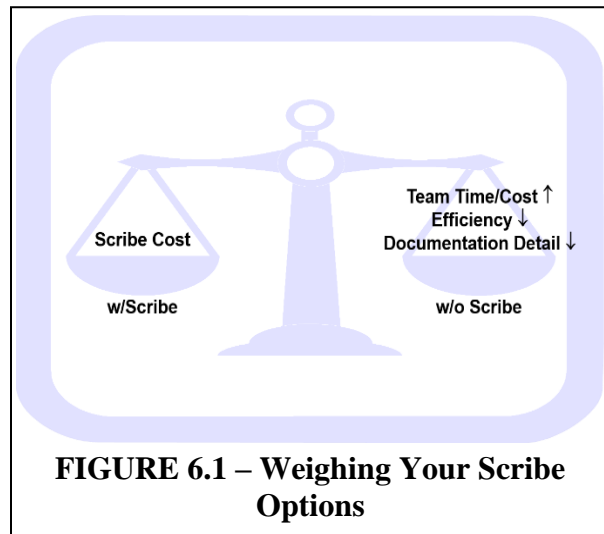 Team Time/Cost ↑
Efficiency ↓
Documentation Detail ↓
Scribe Cost
w/Scribe
w/o Scribe
FIGURE 6.1 – Weighing Your Scribe
Options